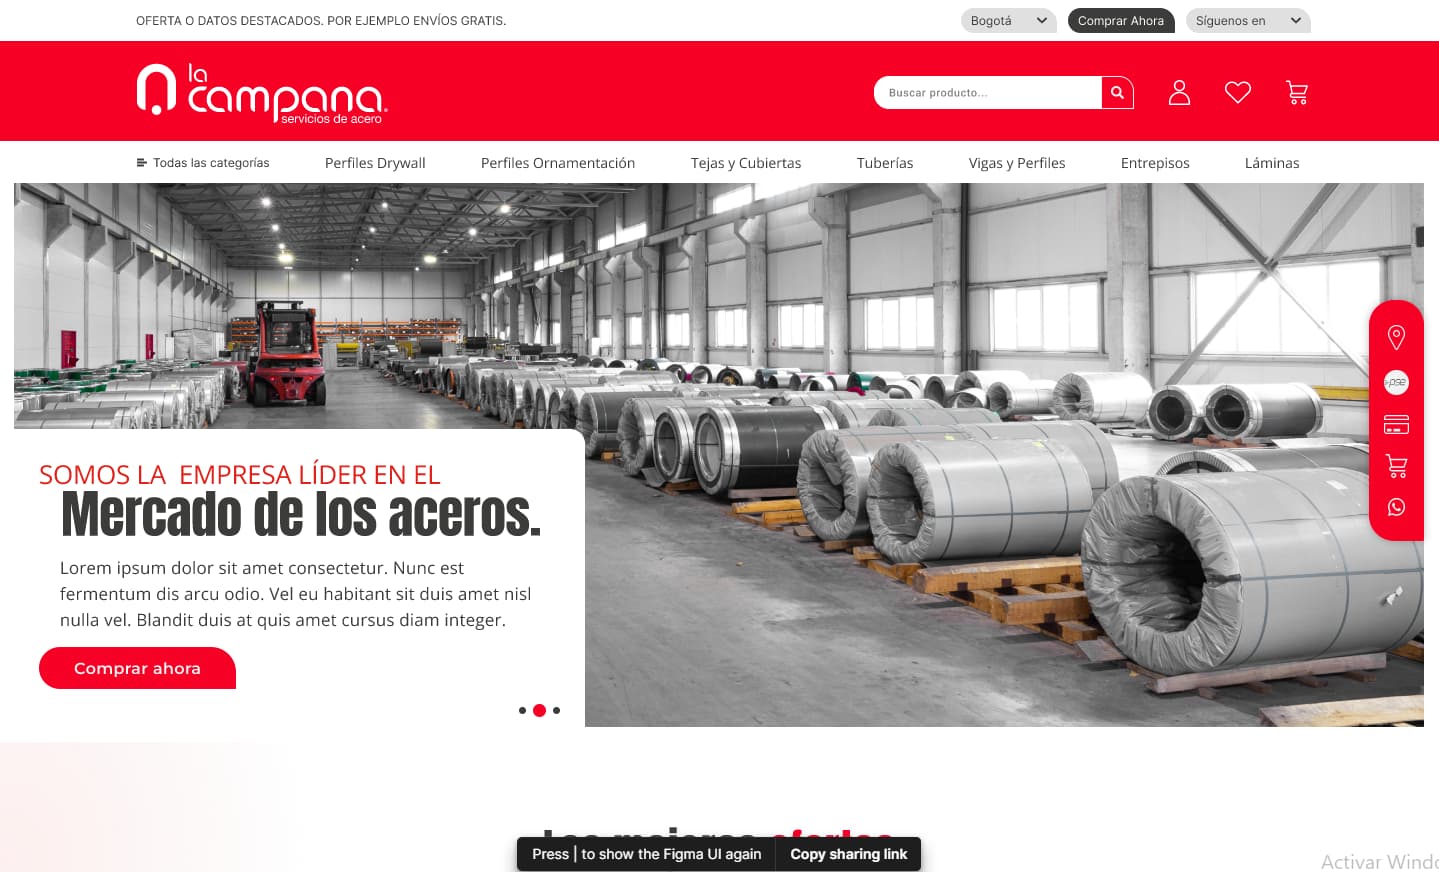 OFERTA O DATOS DESTACADOS. POR EJEMPLO ENVÍOS GRATIS.
Bogotá
Comprar Ahora
Síguenos en
la
campana
servicios de acero
Buscar producto...
Todas las categorías
Perfiles Drywall
Perfiles Ornamentación
Tejas y Cubiertas
Tuberías
Vigas y Perfiles
Entrepisos
Láminas
pse
SOMOS LA EMPRESA LÍDER EN EL
Mercado de los aceros.
Lorem ipsum dolor sit amet consectetur. Nunc est
fermentum dis arcu odio. Vel eu habitant sit duis amet nisl
nulla vel. Blandit duis at quis amet cursus diam integer.
Comprar ahora
Las mejores ofertas
Press | to show the Figma UI again
Copy sharing link
Activar Windo